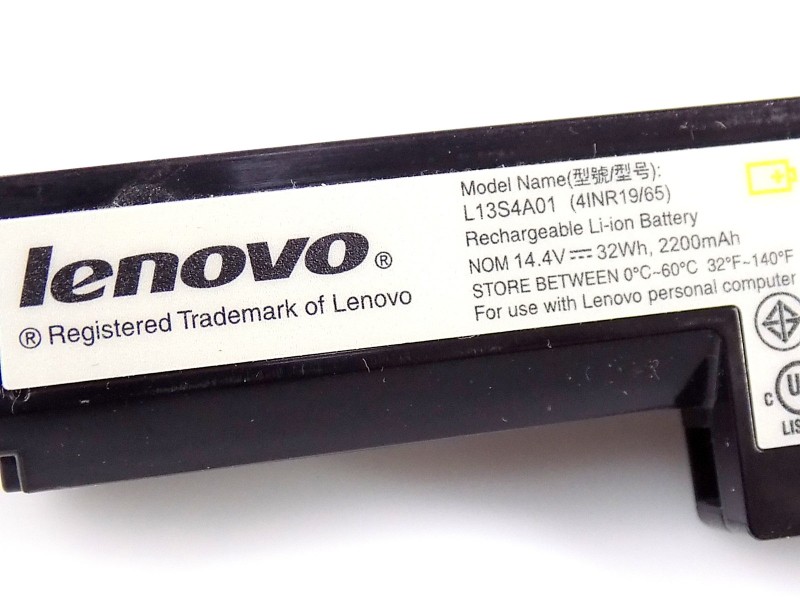 lenovo®
® Registered Trademark of Lenovo
Model Name(型號/型号):
L13S4A01 (4INR19/65)
Rechargeable Li-ion Battery
NOM 14.4V⎓32Wh, 2200mAh
STORE BETWEEN 0°C~60°C 32°F~140°F
For use with Lenovo personal computer
C